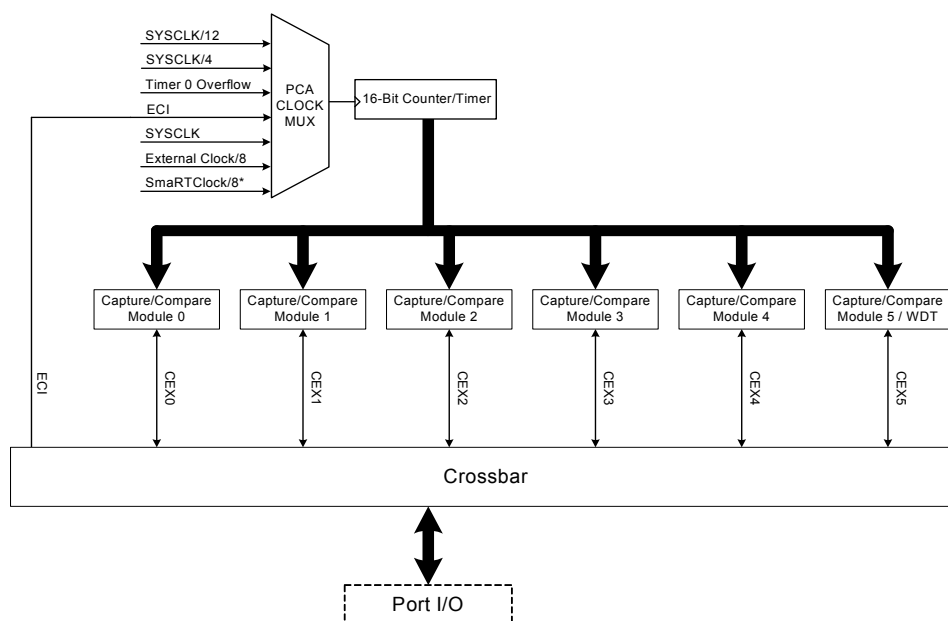 SYSCLK/12
SYSCLK/4
Timer 0 Overflow
ECI
SYSCLK
External Clock/8
SmaRTClock/8*
PCA
CLOCK
MUX
16-Bit Counter/Timer
Capture/Compare
Module 0
Capture/Compare
Module 1
Capture/Compare
Module 2
Capture/Compare
Module 3
Capture/Compare
Module 4
Capture/Compare
Module 5 / WDT
ECI
CEX0
CEX1
CEX2
CEX3
CEX4
CEX5
Crossbar
Port I/O